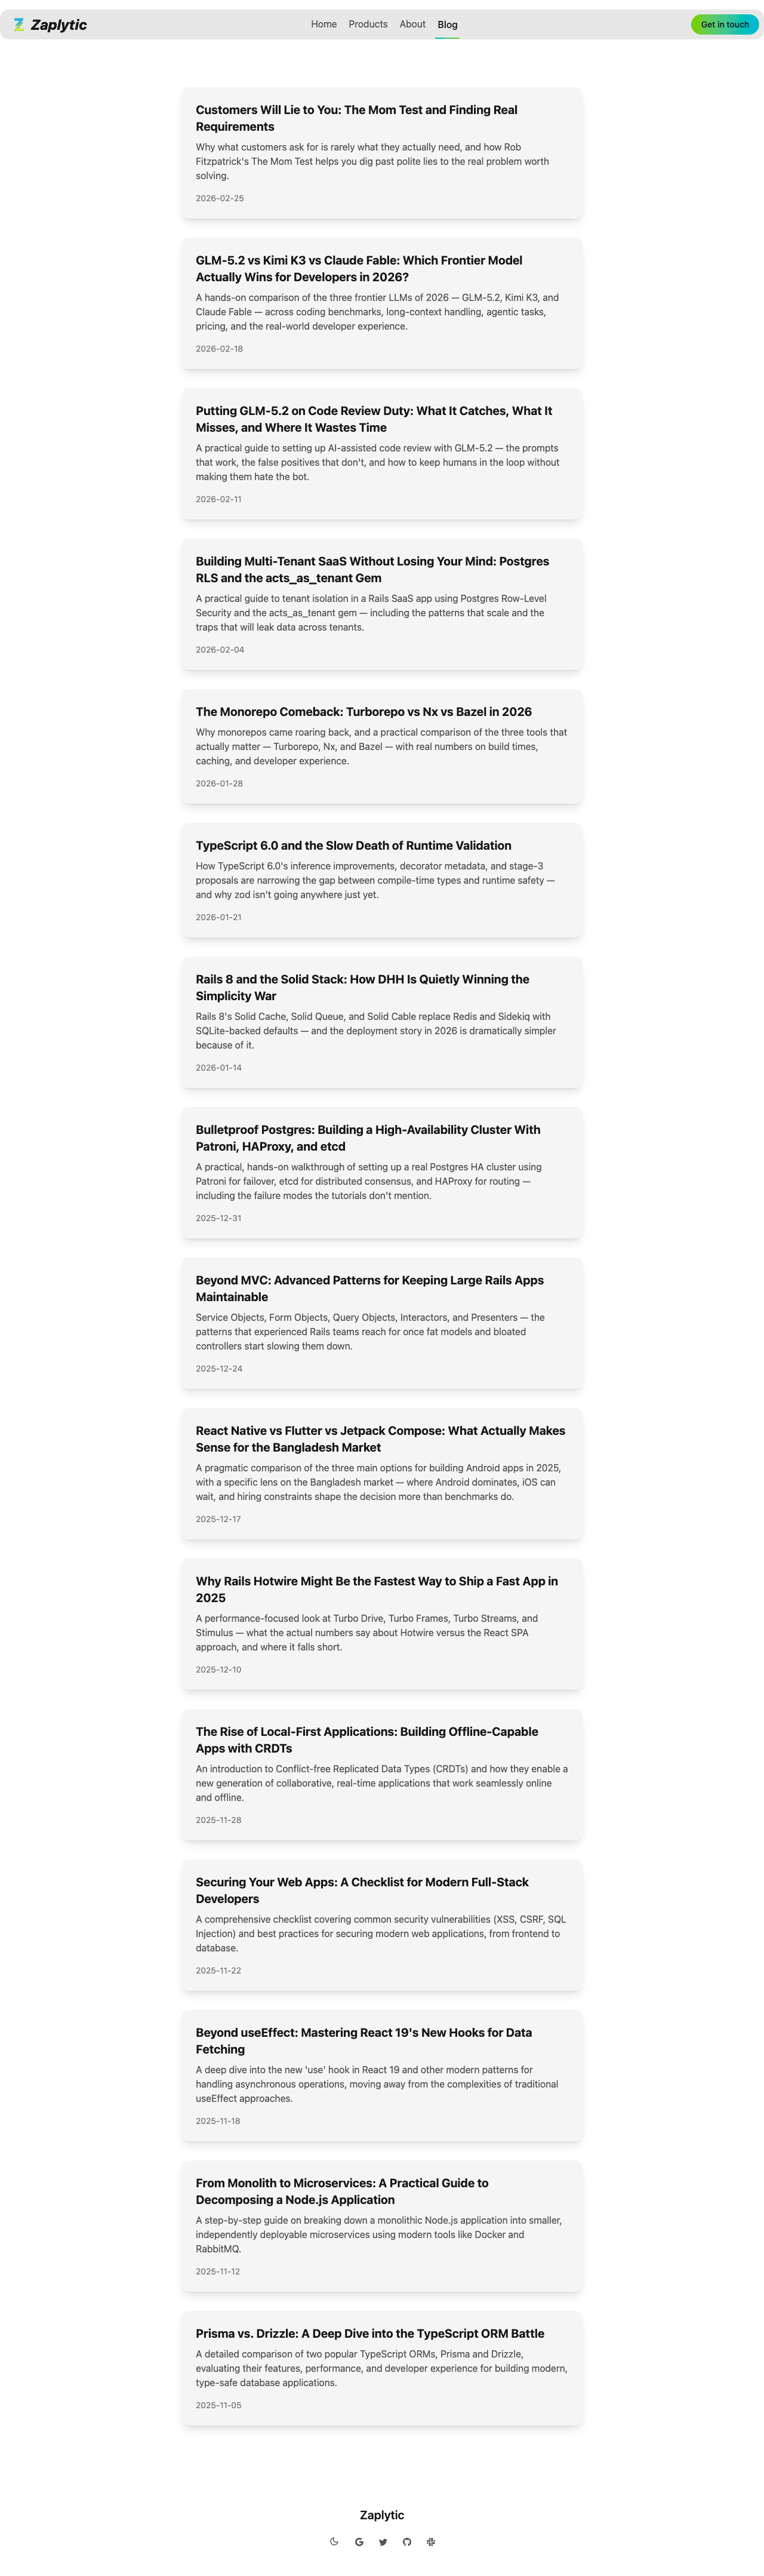 Zaplytic
Home Products About Blog
Get in touch
Customers Will Lie to You: The Mom Test and Finding Real
Requirements
Why what customers ask for is rarely what they actually need, and how Rob
Fitzpatrick's The Mom Test helps you dig past polite lies to the real problem worth
solving.
2026-02-25
GLM-5.2 vs Kimi K3 vs Claude Fable: Which Frontier Model
Actually Wins for Developers in 2026?
A hands-on comparison of the three frontier LLMs of 2026 — GLM-5.2, Kimi K3, and
Claude Fable — across coding benchmarks, long-context handling, agentic tasks,
pricing, and the real-world developer experience.
2026-02-18
Putting GLM-5.2 on Code Review Duty: What It Catches, What It
Misses, and Where It Wastes Time
A practical guide to setting up AI-assisted code review with GLM-5.2 — the prompts
that work, the false positives that don't, and how to keep humans in the loop without
making them hate the bot.
2026-02-11
Building Multi-Tenant SaaS Without Losing Your Mind: Postgres
RLS and the acts_as_tenant Gem
A practical guide to tenant isolation in a Rails SaaS app using Postgres Row-Level
Security and the acts_as_tenant gem — including the patterns that scale and the
traps that will leak data across tenants.
2026-02-04
The Monorepo Comeback: Turborepo vs Nx vs Bazel in 2026
Why monorepos came roaring back, and a practical comparison of the three tools that
actually matter — Turborepo, Nx, and Bazel — with real numbers on build times,
caching, and developer experience.
2026-01-28
TypeScript 6.0 and the Slow Death of Runtime Validation
How TypeScript 6.0's inference improvements, decorator metadata, and stage-3
proposals are narrowing the gap between compile-time types and runtime safety —
and why zod isn't going anywhere just yet.
2026-01-21
Rails 8 and the Solid Stack: How DHH Is Quietly Winning the
Simplicity War
Rails 8's Solid Cache, Solid Queue, and Solid Cable replace Redis and Sidekiq with
SQLite-backed defaults — and the deployment story in 2026 is dramatically simpler
because of it.
2026-01-14
Bulletproof Postgres: Building a High-Availability Cluster With
Patroni, HAProxy, and etcd
A practical, hands-on walkthrough of setting up a real Postgres HA cluster using
Patroni for failover, etcd for distributed consensus, and HAProxy for routing —
including the failure modes the tutorials don't mention.
2025-12-31
Beyond MVC: Advanced Patterns for Keeping Large Rails Apps
Maintainable
Service Objects, Form Objects, Query Objects, Interactors, and Presenters — the
patterns that experienced Rails teams reach for once fat models and bloated
controllers start slowing them down.
2025-12-24
React Native vs Flutter vs Jetpack Compose: What Actually Makes
Sense for the Bangladesh Market
A pragmatic comparison of the three main options for building Android apps in 2025,
with a specific lens on the Bangladesh market — where Android dominates, iOS can
wait, and hiring constraints shape the decision more than benchmarks do.
2025-12-17
Why Rails Hotwire Might Be the Fastest Way to Ship a Fast App in
2025
A performance-focused look at Turbo Drive, Turbo Frames, Turbo Streams, and
Stimulus — what the actual numbers say about Hotwire versus the React SPA
approach, and where it falls short.
2025-12-10
The Rise of Local-First Applications: Building Offline-Capable
Apps with CRDTs
An introduction to Conflict-free Replicated Data Types (CRDTs) and how they enable a
new generation of collaborative, real-time applications that work seamlessly online
and offline.
2025-11-28
Securing Your Web Apps: A Checklist for Modern Full-Stack
Developers
A comprehensive checklist covering common security vulnerabilities (XSS, CSRF, SQL
Injection) and best practices for securing modern web applications, from frontend to
database.
2025-11-22
Beyond useEffect: Mastering React 19's New Hooks for Data
Fetching
A deep dive into the new 'use' hook in React 19 and other modern patterns for
handling asynchronous operations, moving away from the complexities of traditional
useEffect approaches.
2025-11-18
From Monolith to Microservices: A Practical Guide to
Decomposing a Node.js Application
A step-by-step guide on breaking down a monolithic Node.js application into smaller,
independently deployable microservices using modern tools like Docker and
RabbitMQ.
2025-11-12
Prisma vs. Drizzle: A Deep Dive into the TypeScript ORM Battle
A detailed comparison of two popular TypeScript ORMs, Prisma and Drizzle,
evaluating their features, performance, and developer experience for building modern,
type-safe database applications.
2025-11-05
Zaplytic